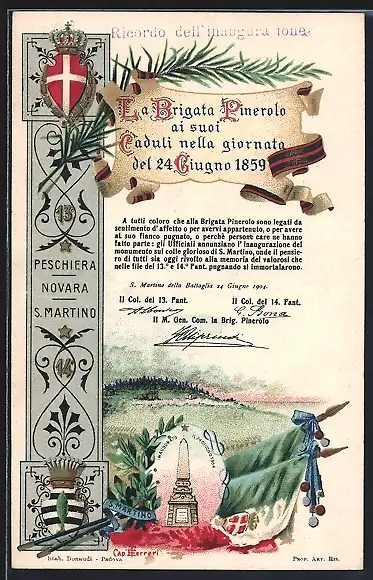 Ricordo dell'inaugura ione
La Brigata Pinerolo
ai suoi
Caduti nella giornata
del 24 Giugno 1859
13
PESCHIERA
NOVARA
S. MARTINO
14
A tutti coloro che alla Brigata Pinerolo sono legati da
sentimento d'affetto o per avervi appartenuto, o per avere
al suo fianco pugnato, o perchè persone care ne hanno
fatto parte: gli Ufficiali annunziano l'inaugurazione del
monumento sul colle glorioso di S. Martino, onde il pensie-
ro di tutti sia oggi rivolto alla memoria dei valorosi che
nelle file del 13.° e 14.° Fant. pugnando si immortalarono.
S. Martino della Battaglia 24 Giugno 1904.
Il Col. del 13. Fant.
Il Col. del 14. Fant.
Il M. Gen. Com. la Brig. Pinerolo
S. MARTINO
Cap. Ferreri
Stab. Donaudi - Padova
Prop. Art. Ris.